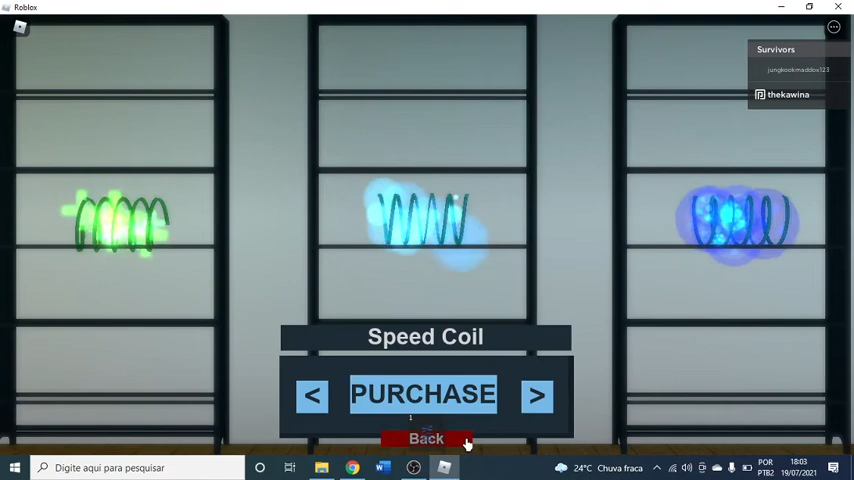 Roblox
Survivors
jungkookmaddox123
thekawina
Speed Coil
<
PURCHASE
>
1
Back
Digite aqui para pesquisar
24°C Chuva fraca
POR
PTB2
18:03
19/07/2021